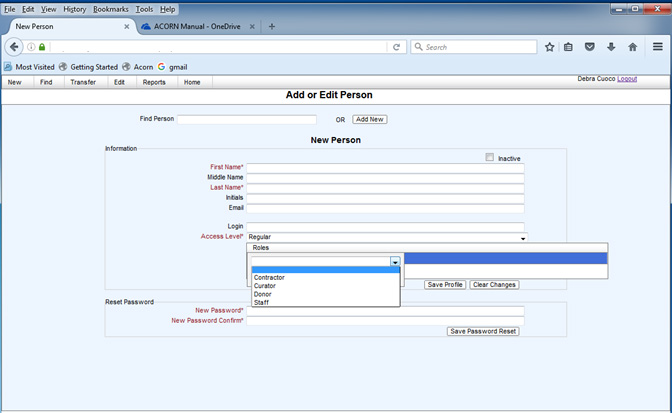 File Edit View History Bookmarks Tools Help
New Person ACORN Manual - OneDrive
Search
Most Visited Getting Started Acorn gmail
New Find Transfer Edit Reports Home Debra Cuoco Logout
Add or Edit Person
Find Person OR Add New
New Person
Information
Inactive
First Name*
Middle Name
Last Name*
Initials
Email
Login
Access Level* Regular
Roles
Contractor
Curator
Donor
Staff
Save Profile Clear Changes
Reset Password
New Password*
New Password Confirm*
Save Password Reset